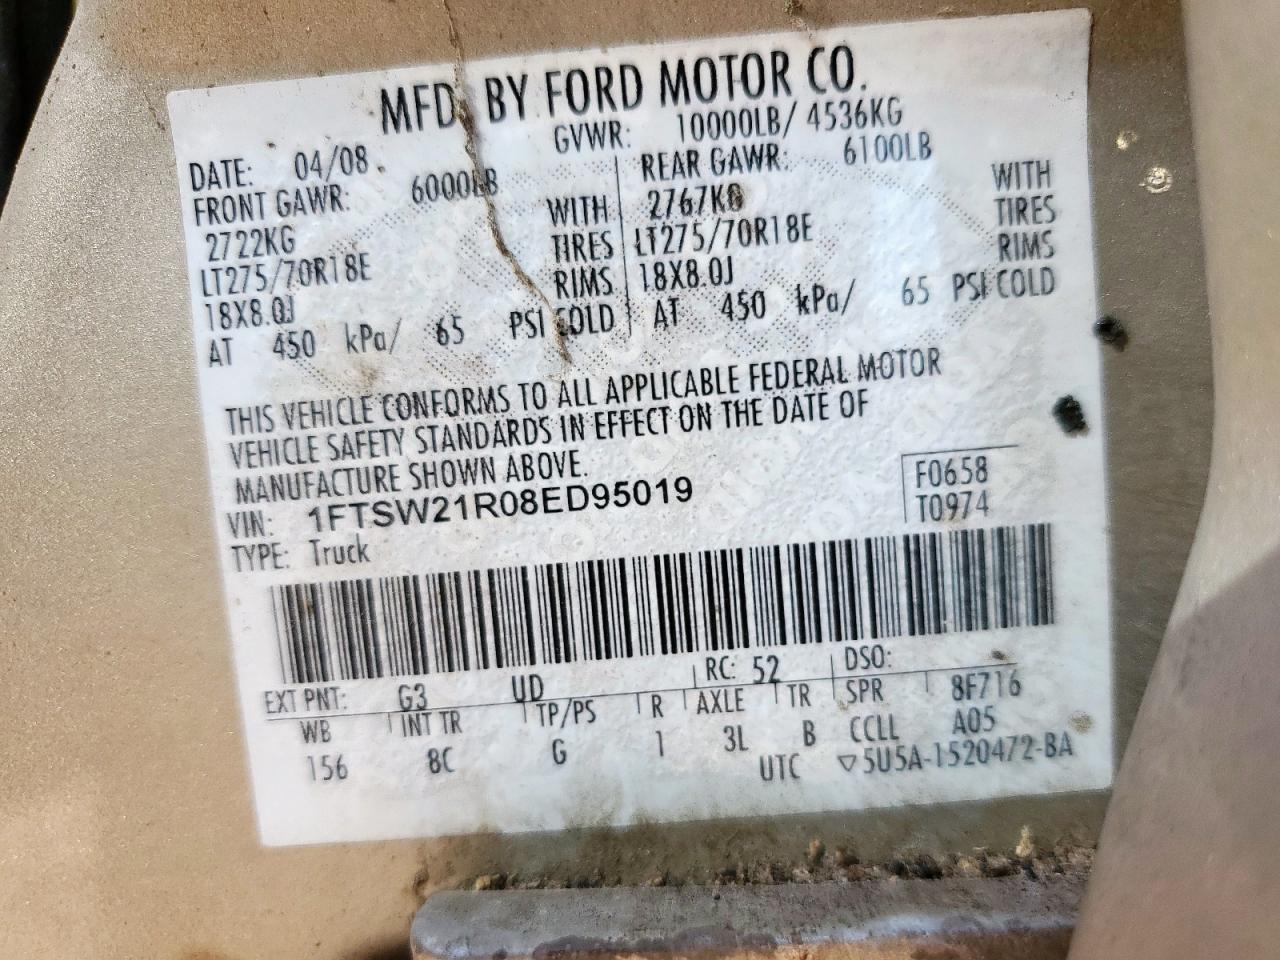 MFD. BY FORD MOTOR CO.
DATE: 04/08 GVWR: 10000LB/ 4536KG
FRONT GAWR: 6000LB REAR GAWR: 6100LB
2722KG WITH 2767KG WITH
LT275/70R18E TIRES LT275/70R18E TIRES
18X8.0J RIMS 18X8.0J RIMS
AT 450 kPa/ 65 PSI COLD AT 450 kPa/ 65 PSI COLD
THIS VEHICLE CONFORMS TO ALL APPLICABLE FEDERAL MOTOR
VEHICLE SAFETY STANDARDS IN EFFECT ON THE DATE OF
MANUFACTURE SHOWN ABOVE. F0658
VIN: 1FTSW21R08ED95019 T0974
TYPE: Truck
EXT PNT: G3 UD RC: 52 DSO:
WB INT TR TP/PS R AXLE TR SPR 8F716
156 8C G 1 3L B CCLL A05
UTC ▽5U5A-1520472-BA